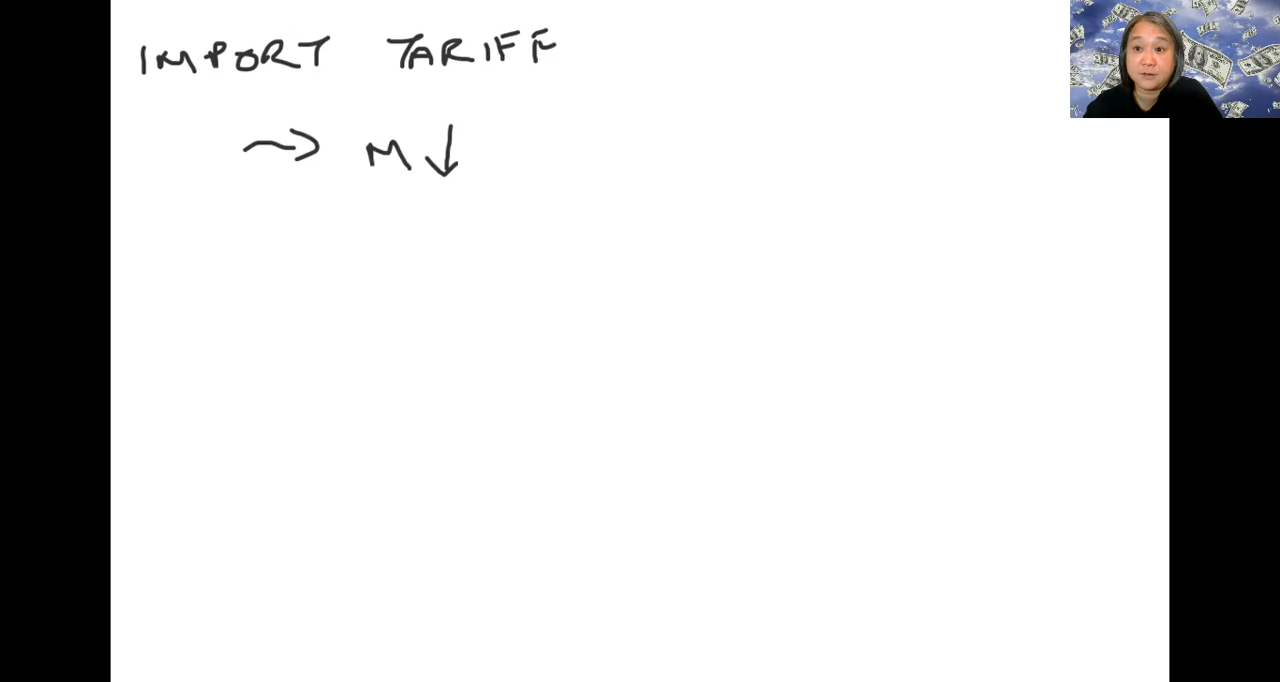 IMPORT TARIFF
→ M ↓